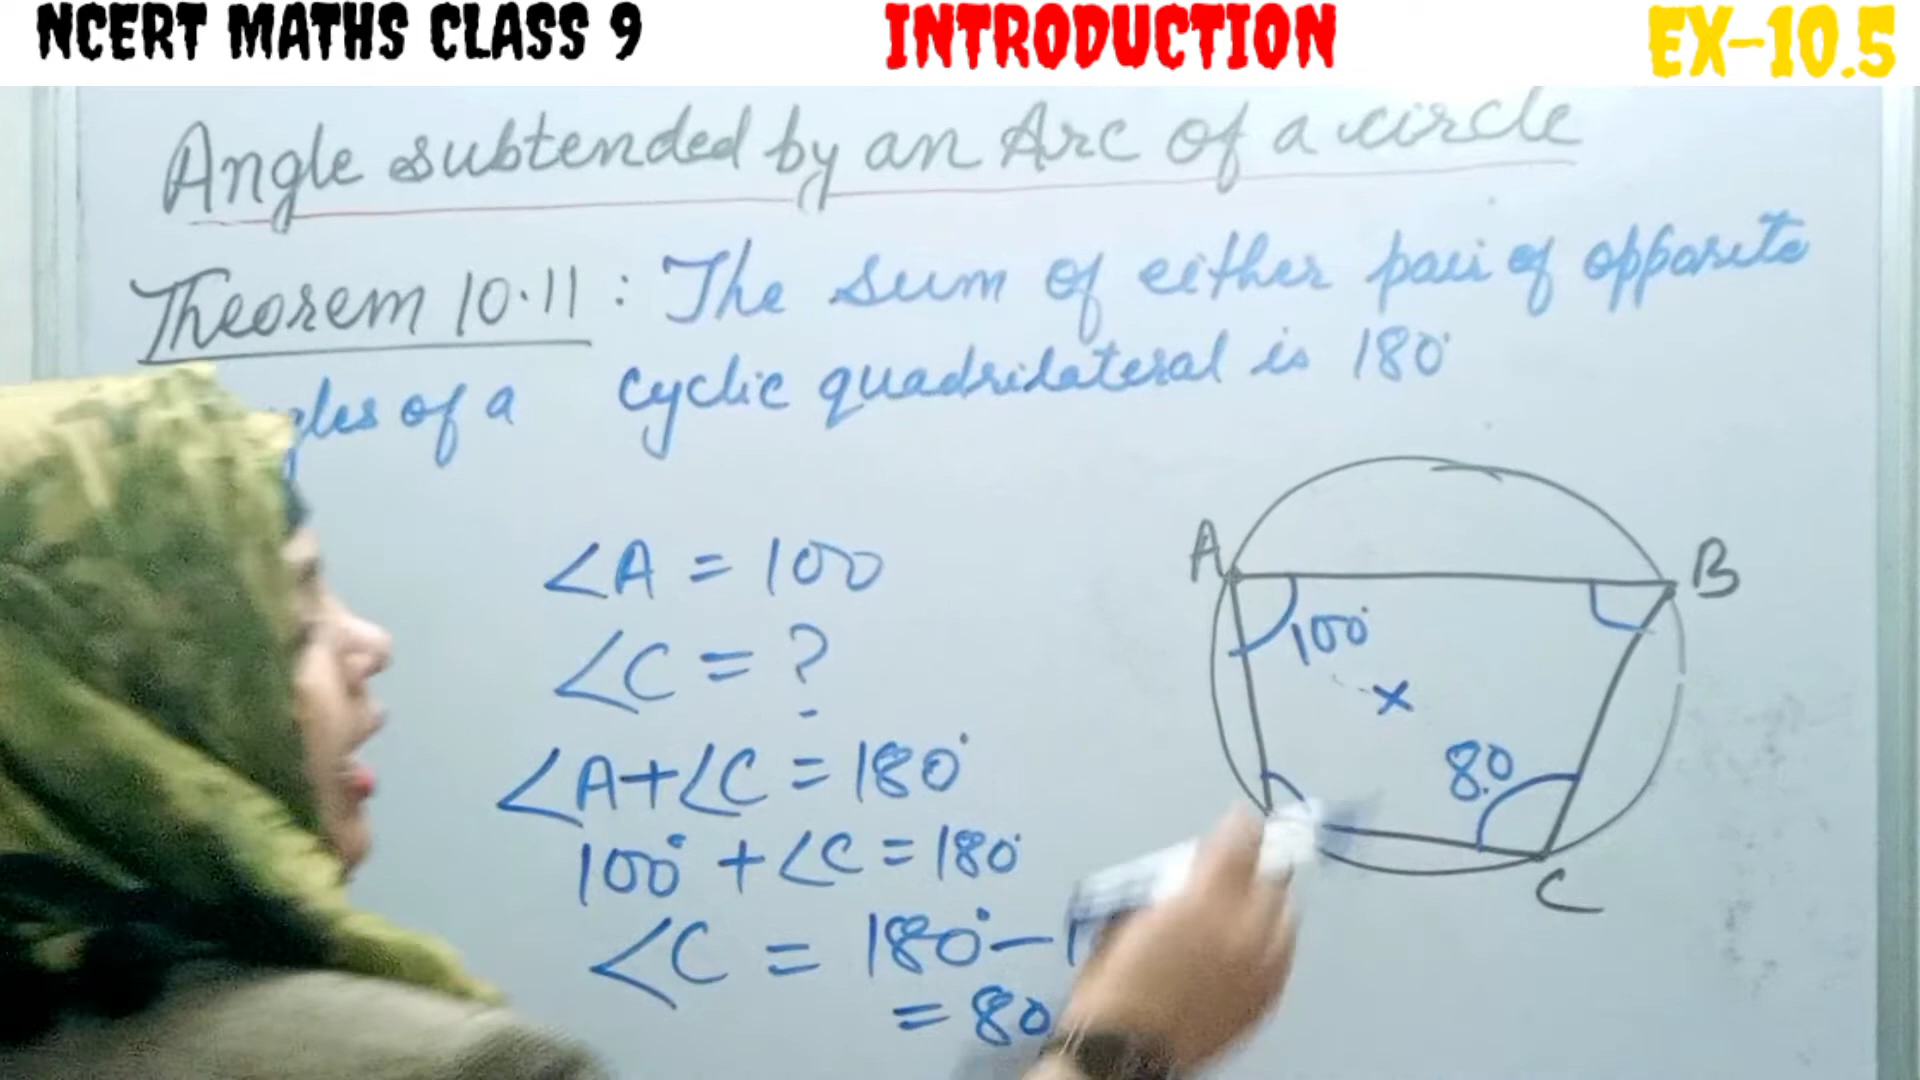 NCERT MATHS CLASS 9 INTRODUCTION EX-10.5
Angle subtended by an Arc of a circle
Theorem 10.11 : The sum of either pair of opposite
gles of a cyclic quadrilateral is 180°
∠A = 100
∠C = ?
∠A+∠C = 180°
100° + ∠C = 180°
∠C = 180° - 1
= 80
A
B
100°
×
80
C